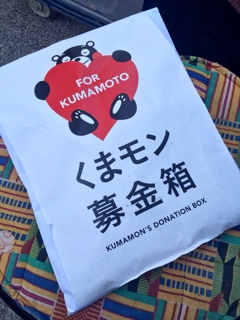 FOR
KUMAMOTO
くまモン
募金箱
KUMAMON'S DONATION BOX